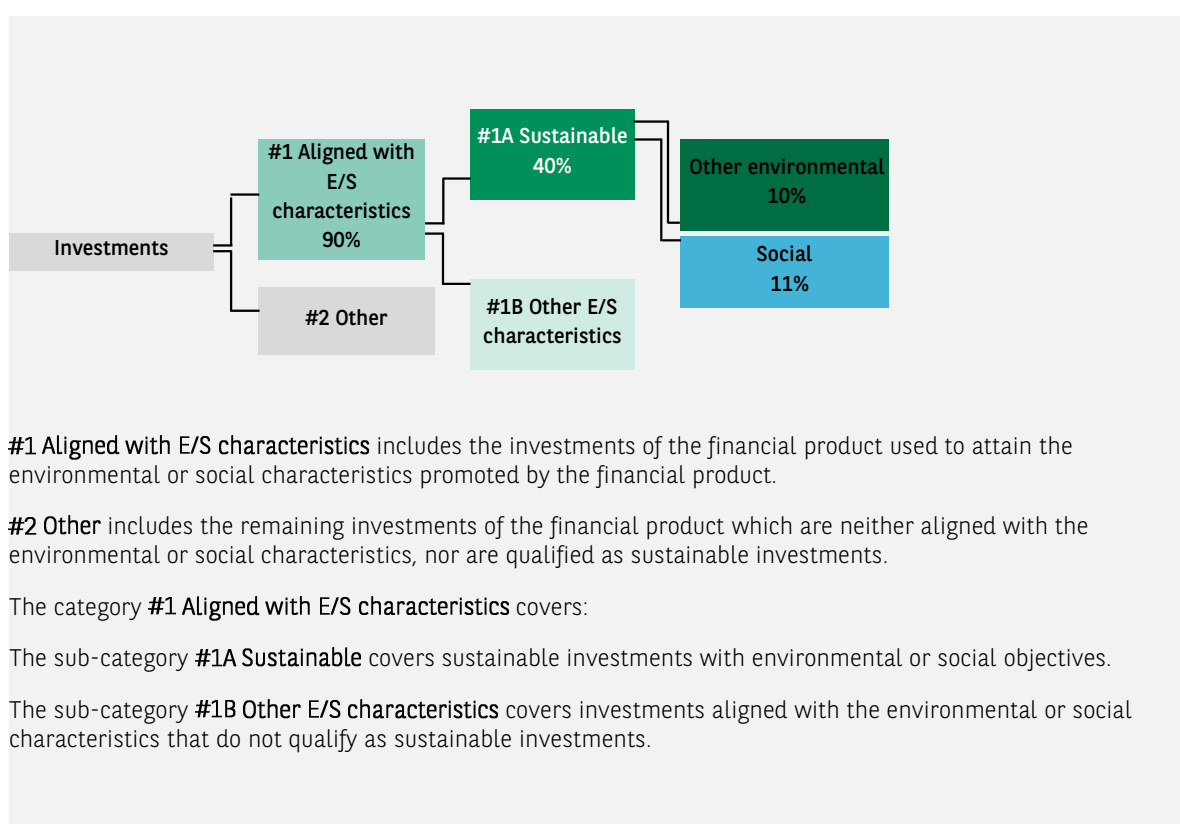 #1A Sustainable
40%
#1 Aligned with
E/S
characteristics
90%
Other environmental
10%
Investments
Social
11%
#2 Other
#1B Other E/S
characteristics
#1 Aligned with E/S characteristics includes the investments of the financial product used to attain the
environmental or social characteristics promoted by the financial product.
#2 Other includes the remaining investments of the financial product which are neither aligned with the
environmental or social characteristics, nor are qualified as sustainable investments.
The category #1 Aligned with E/S characteristics covers:
The sub-category #1A Sustainable covers sustainable investments with environmental or social objectives.
The sub-category #1B Other E/S characteristics covers investments aligned with the environmental or social
characteristics that do not qualify as sustainable investments.